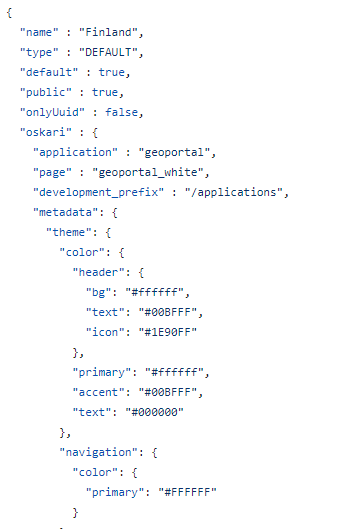 {
"name" : "Finland",
"type" : "DEFAULT",
"default" : true,
"public" : true,
"onlyUuid" : false,
"oskari" : {
"application" : "geoportal",
"page" : "geoportal_white",
"development_prefix" : "/applications",
"metadata": {
"theme": {
"color": {
"header": {
"bg": "#ffffff",
"text": "#00BFFF",
"icon": "#1E90FF"
},
"primary": "#ffffff",
"accent": "#00BFFF",
"text": "#000000"
},
"navigation": {
"color": {
"primary": "#FFFFFF"
}